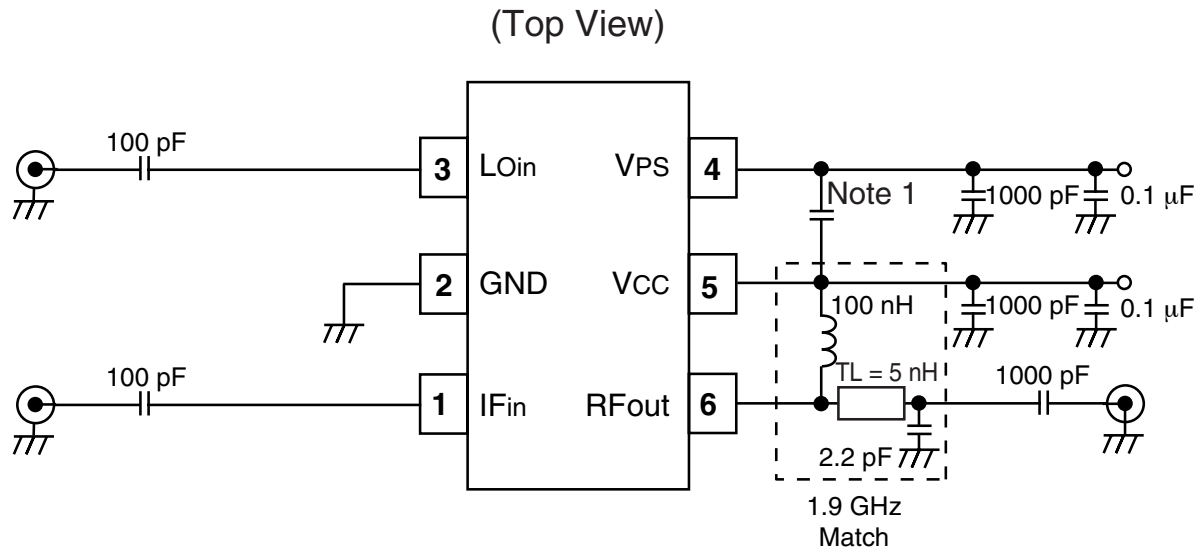 (Top View)
100 pF
3 LOin VPS 4
Note 1
1000 pF 0.1 μF
2 GND VCC 5
100 nH
1000 pF 0.1 μF
100 pF
TL = 5 nH
1000 pF
1 IFin RFout 6
2.2 pF
1.9 GHz
Match